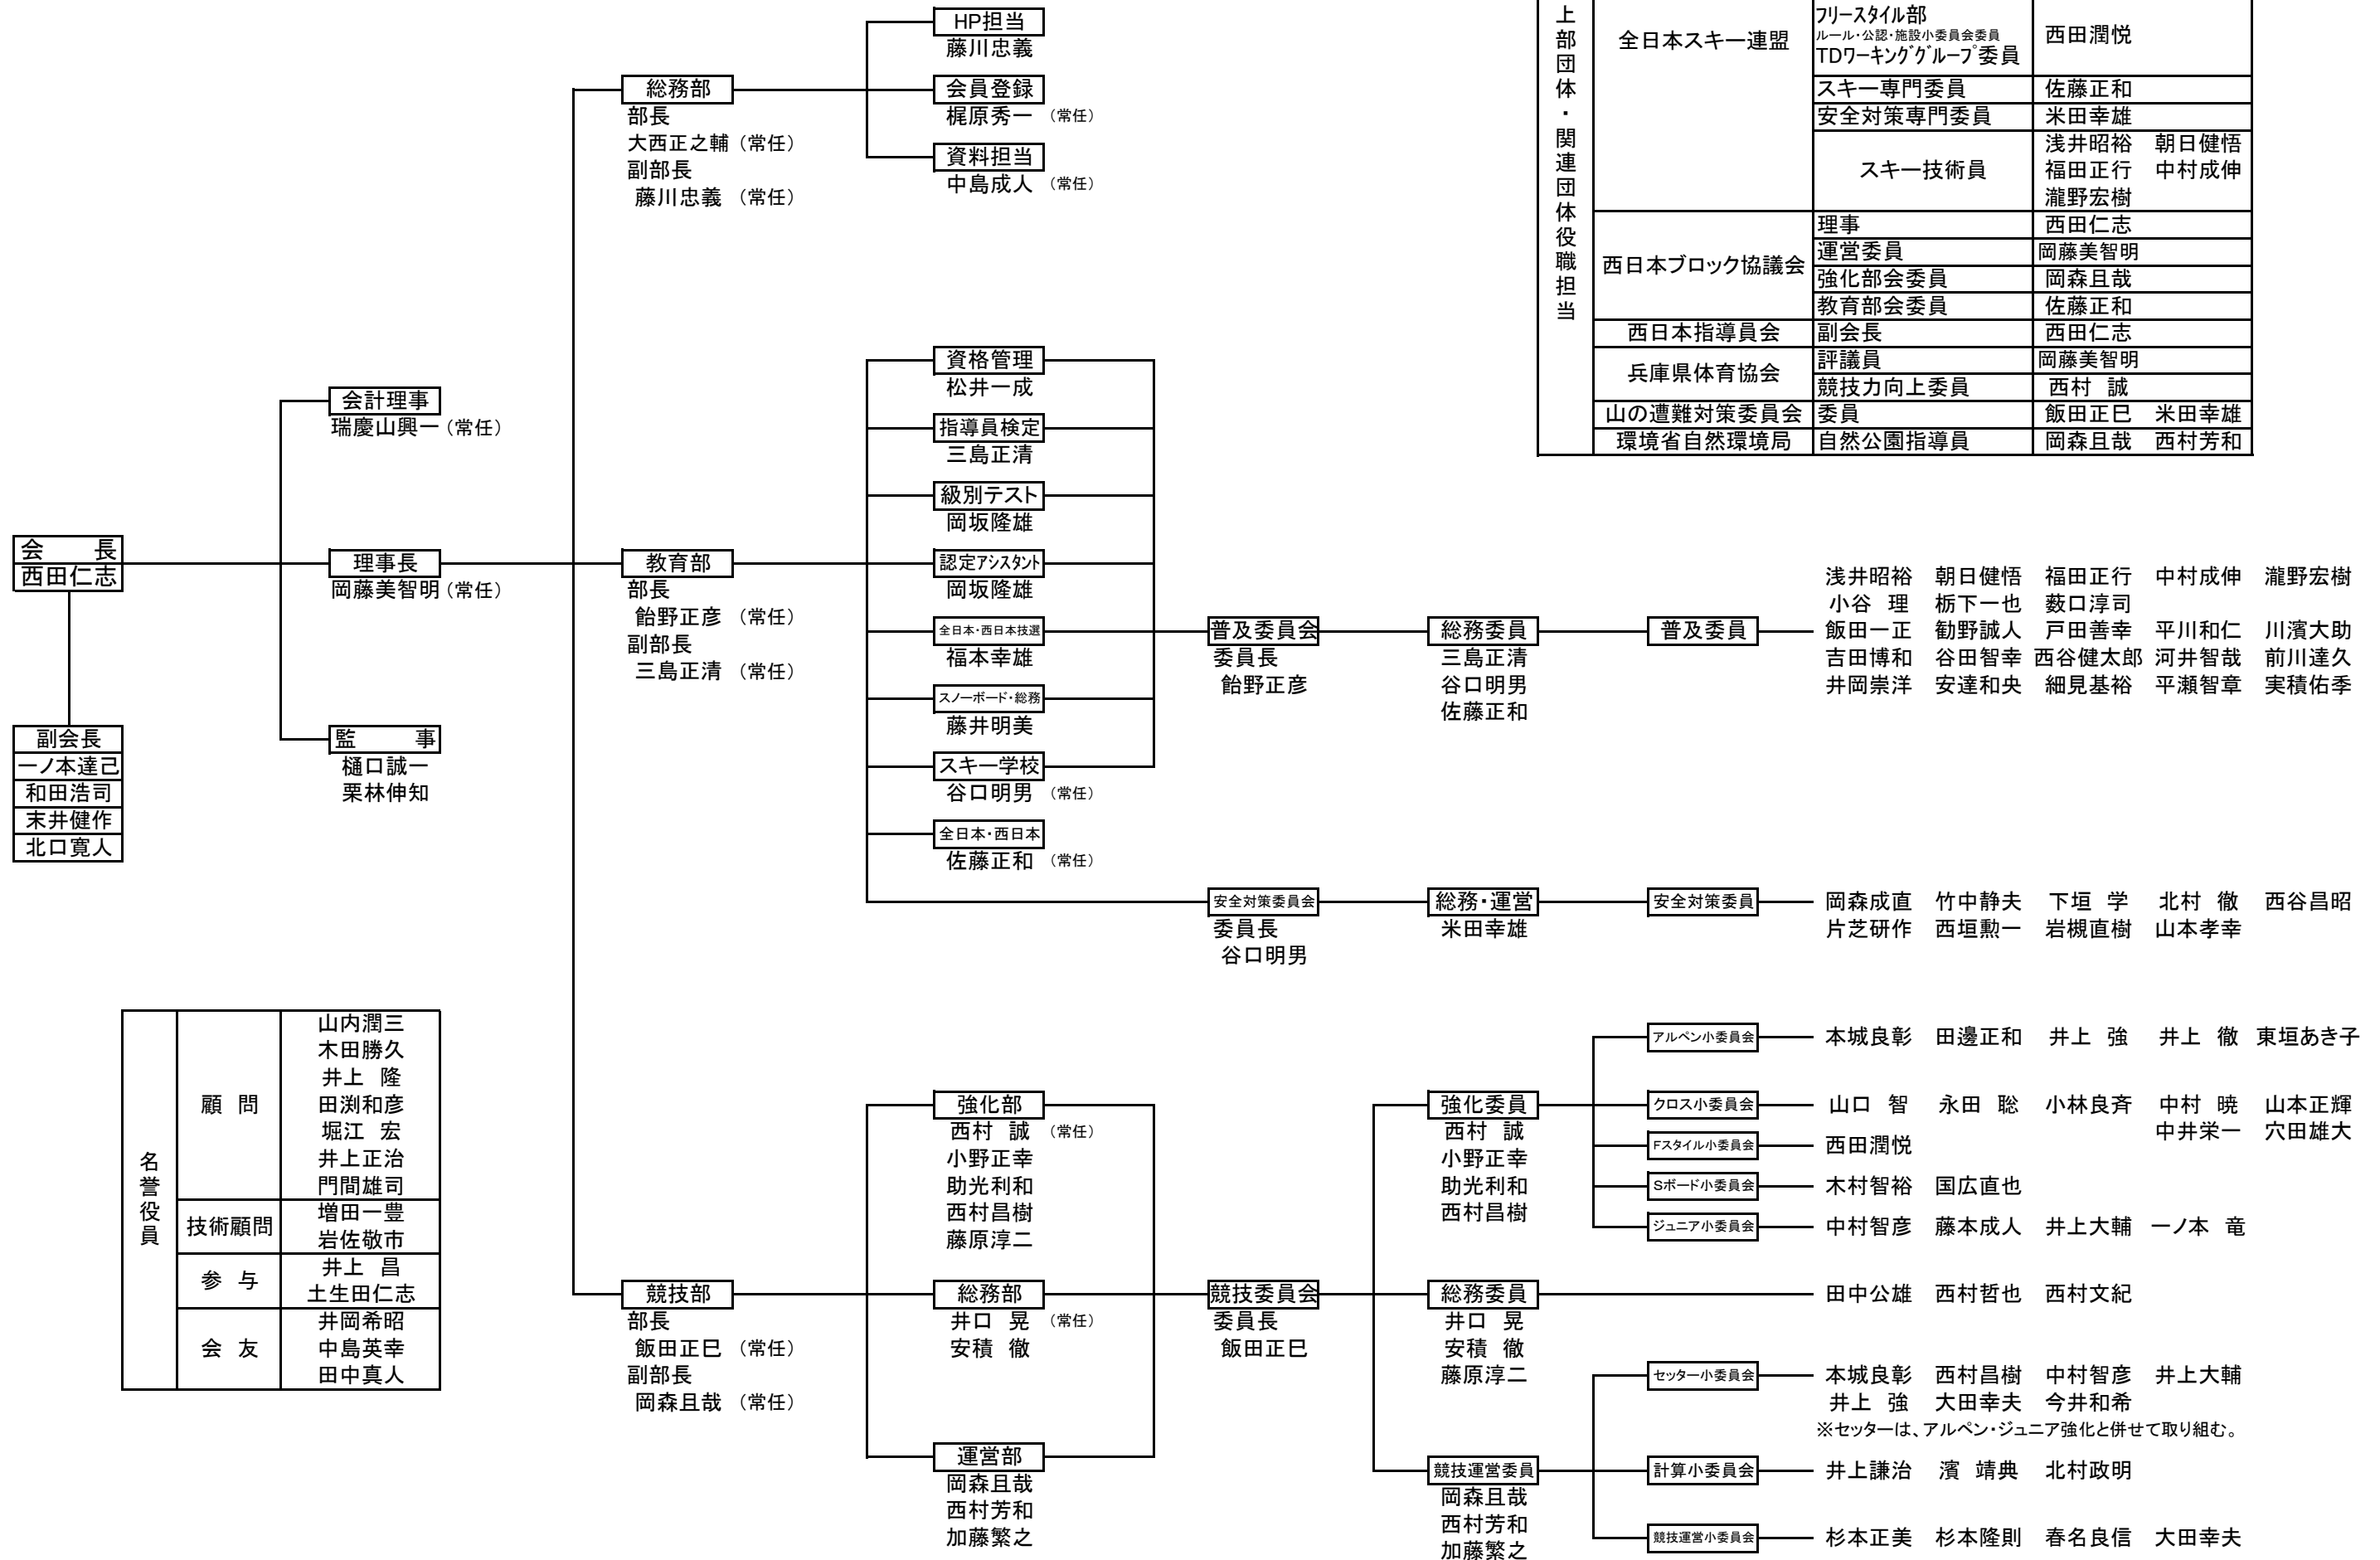 会　　長
西田仁志
副会長
一ノ本達己
和田浩司
末井健作
北口寛人
会計理事
瑞慶山興一（常任）
理事長
岡藤美智明（常任）
監　　事
樋口誠一
栗林伸知
名誉役員
顧　問
山内潤三
木田勝久
井上　隆
田渕和彦
堀江　宏
井上正治
門間雄司
技術顧問
増田一豊
岩佐敬市
参　与
井上　昌
土生田仁志
会　友
井岡希昭
中島英幸
田中真人
総務部
部長
大西正之輔（常任）
副部長
藤川忠義（常任）
HP担当
藤川忠義
会員登録
梶原秀一（常任）
資料担当
中島成人（常任）
教育部
部長
飴野正彦（常任）
副部長
三島正清（常任）
資格管理
松井一成
指導員検定
三島正清
級別テスト
岡坂隆雄
認定アシスタント
岡坂隆雄
全日本・西日本技選
福本幸雄
スノーボード・総務
藤井明美
スキー学校
谷口明男（常任）
全日本・西日本
佐藤正和（常任）
普及委員会
委員長
飴野正彦
総務委員
三島正清
谷口明男
佐藤正和
普及委員
浅井昭裕　朝日健悟　福田正行　中村成伸　瀧野宏樹
小谷　理　栃下一也　薮口淳司
飯田一正　勧野誠人　戸田善幸　平川和仁　川濱大助
吉田博和　谷田智幸　西谷健太郎　河井智哉　前川達久
井岡崇洋　安達和央　細見基裕　平瀬智章　実積佑季
安全対策委員会
委員長
谷口明男
総務・運営
米田幸雄
安全対策委員
岡森成直　竹中静夫　下垣　学　北村　徹　西谷昌昭
片芝研作　西垣勲一　岩槻直樹　山本孝幸
競技部
部長
飯田正巳（常任）
副部長
岡森且哉（常任）
強化部
西村　誠（常任）
小野正幸
助光利和
西村昌樹
藤原淳二
総務部
井口　晃（常任）
安積　徹
運営部
岡森且哉
西村芳和
加藤繁之
競技委員会
委員長
飯田正巳
強化委員
西村　誠
小野正幸
助光利和
西村昌樹
アルペン小委員会
本城良彰　田邊正和　井上　強　井上　徹　東垣あき子
クロス小委員会
山口　智　永田　聡　小林良斉　中村　暁　山本正輝
中井栄一　穴田雄大
Fスタイル小委員会
西田潤悦
Sボード小委員会
木村智裕　国広直也
ジュニア小委員会
中村智彦　藤本成人　井上大輔　一ノ本　竜
総務委員
井口　晃
安積　徹
藤原淳二
田中公雄　西村哲也　西村文紀
競技運営委員
岡森且哉
西村芳和
加藤繁之
セッター小委員会
本城良彰　西村昌樹　中村智彦　井上大輔
井上　強　大田幸夫　今井和希
※セッターは、アルペン・ジュニア強化と併せて取り組む。
計算小委員会
井上謙治　濱　靖典　北村政明
競技運営小委員会
杉本正美　杉本隆則　春名良信　大田幸夫
上部団体・関連団体役職担当
全日本スキー連盟
フリースタイル部
ルール・公認・施設小委員会委員
TDワーキンググループ委員
西田潤悦
スキー専門委員　佐藤正和
安全対策専門委員　米田幸雄
スキー技術員
浅井昭裕　朝日健悟
福田正行　中村成伸
瀧野宏樹
西日本ブロック協議会
理事　西田仁志
運営委員　岡藤美智明
強化部会委員　岡森且哉
教育部会委員　佐藤正和
西日本指導員会　副会長　西田仁志
兵庫県体育協会
評議員　岡藤美智明
競技力向上委員　西村　誠
山の遭難対策委員会　委員　飯田正巳　米田幸雄
環境省自然環境局　自然公園指導員　岡森且哉　西村芳和